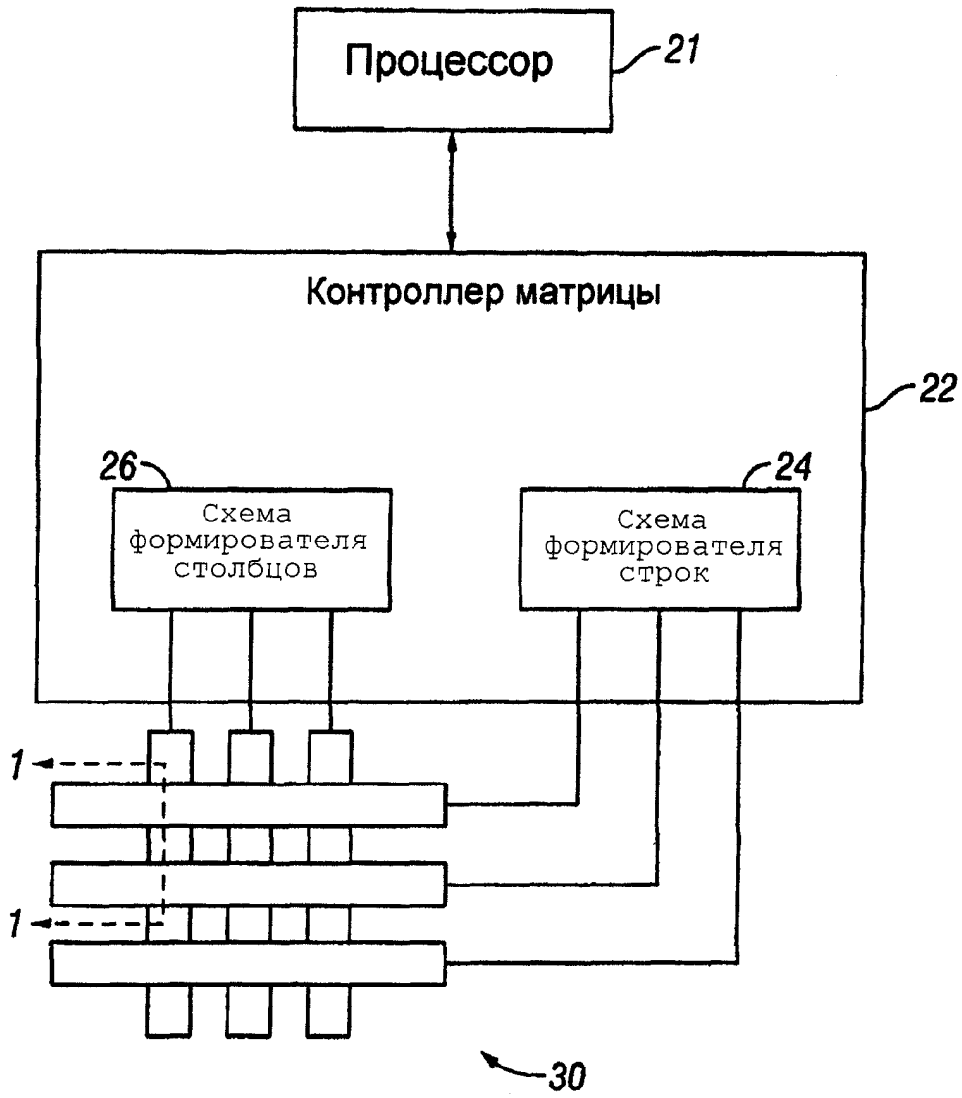 Процессор
21
Контроллер матрицы
22
26
24
Схема
формирователя
столбцов
Схема
формирователя
строк
1
1
30